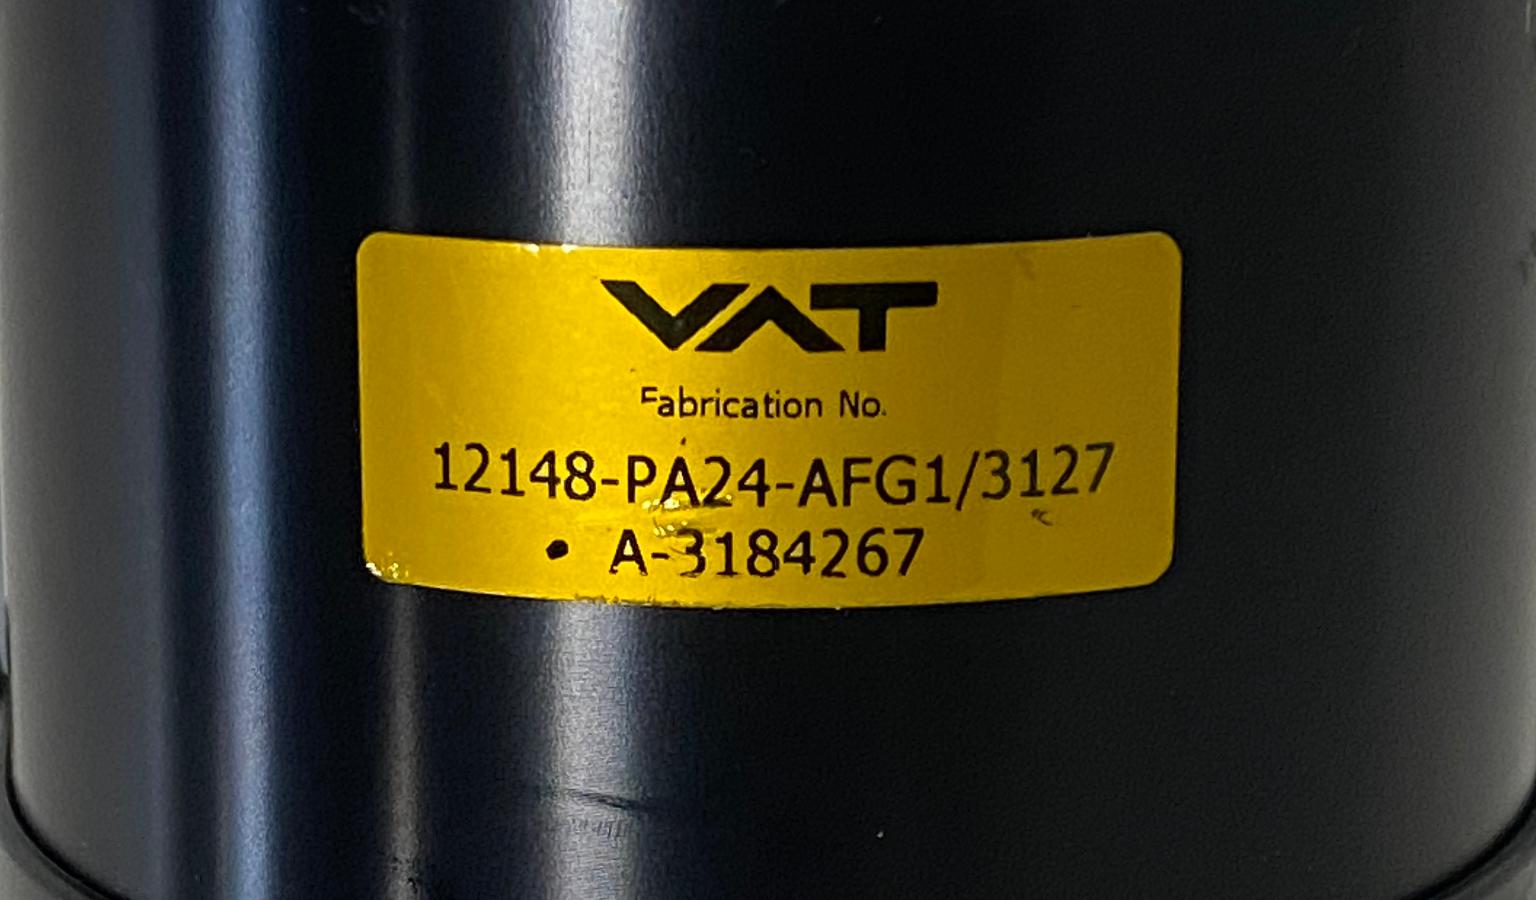 VAT
Fabrication No.
12148-PA24-AFG1/3127
• A-3184267